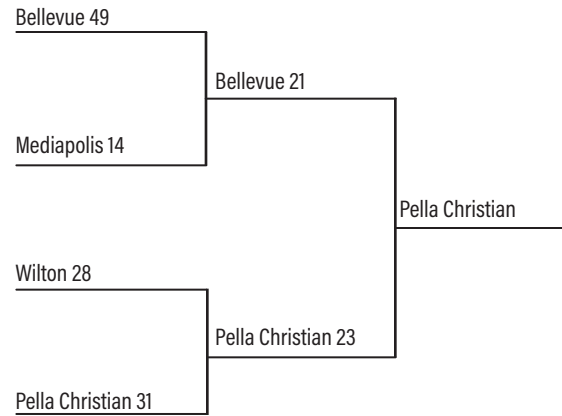 Bellevue 49
Bellevue 21
Mediapolis 14
Pella Christian
Wilton 28
Pella Christian 23
Pella Christian 31